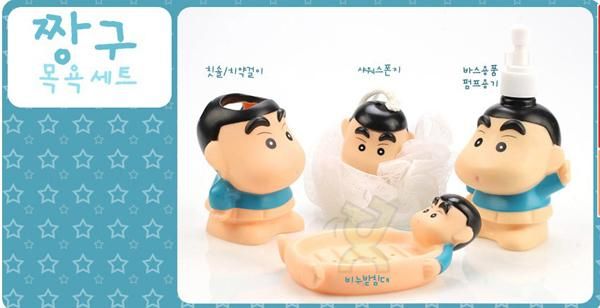 짱구
목욕세트
칫솔/치약걸이
샤워스폰지
바스용품
펌프용기
비누받침대